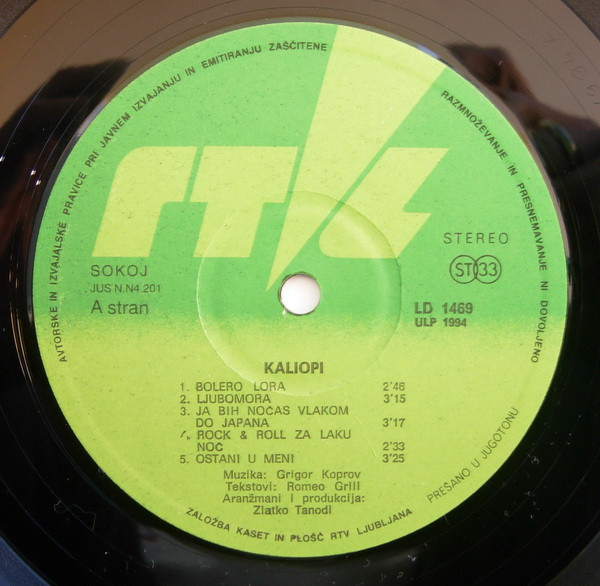 AVTORSKE IN IZVAJALSKE PRAVICE PRI JAVNEM IZVAJANJU IN EMITIRANJU ZAŠČITENE
RAZMNOŽEVANJE IN PRESNEMAVANJE NI DOVOLJENO
RTL
STEREO
ST 33
SOKOJ
JUS N.N4.201
A stran
LD 1469
ULP 1994
KALIOPI
1. BOLERO LORA 2'46
2. LJUBOMORA 3'15
3. JA BIH NOĆAS VLAKOM
DO JAPANA 3'17
4. ROCK & ROLL ZA LAKU
NOĆ 2'33
5. OSTANI U MENI 3'25
Muzika: Grigor Koprov
Tekstovi: Romeo Grill
Aranžmani i produkcija:
Zlatko Tanodi
PREŠANO U JUGOTONU
ZALOŽBA KASET IN PLOŠČ RTV LJUBLJANA